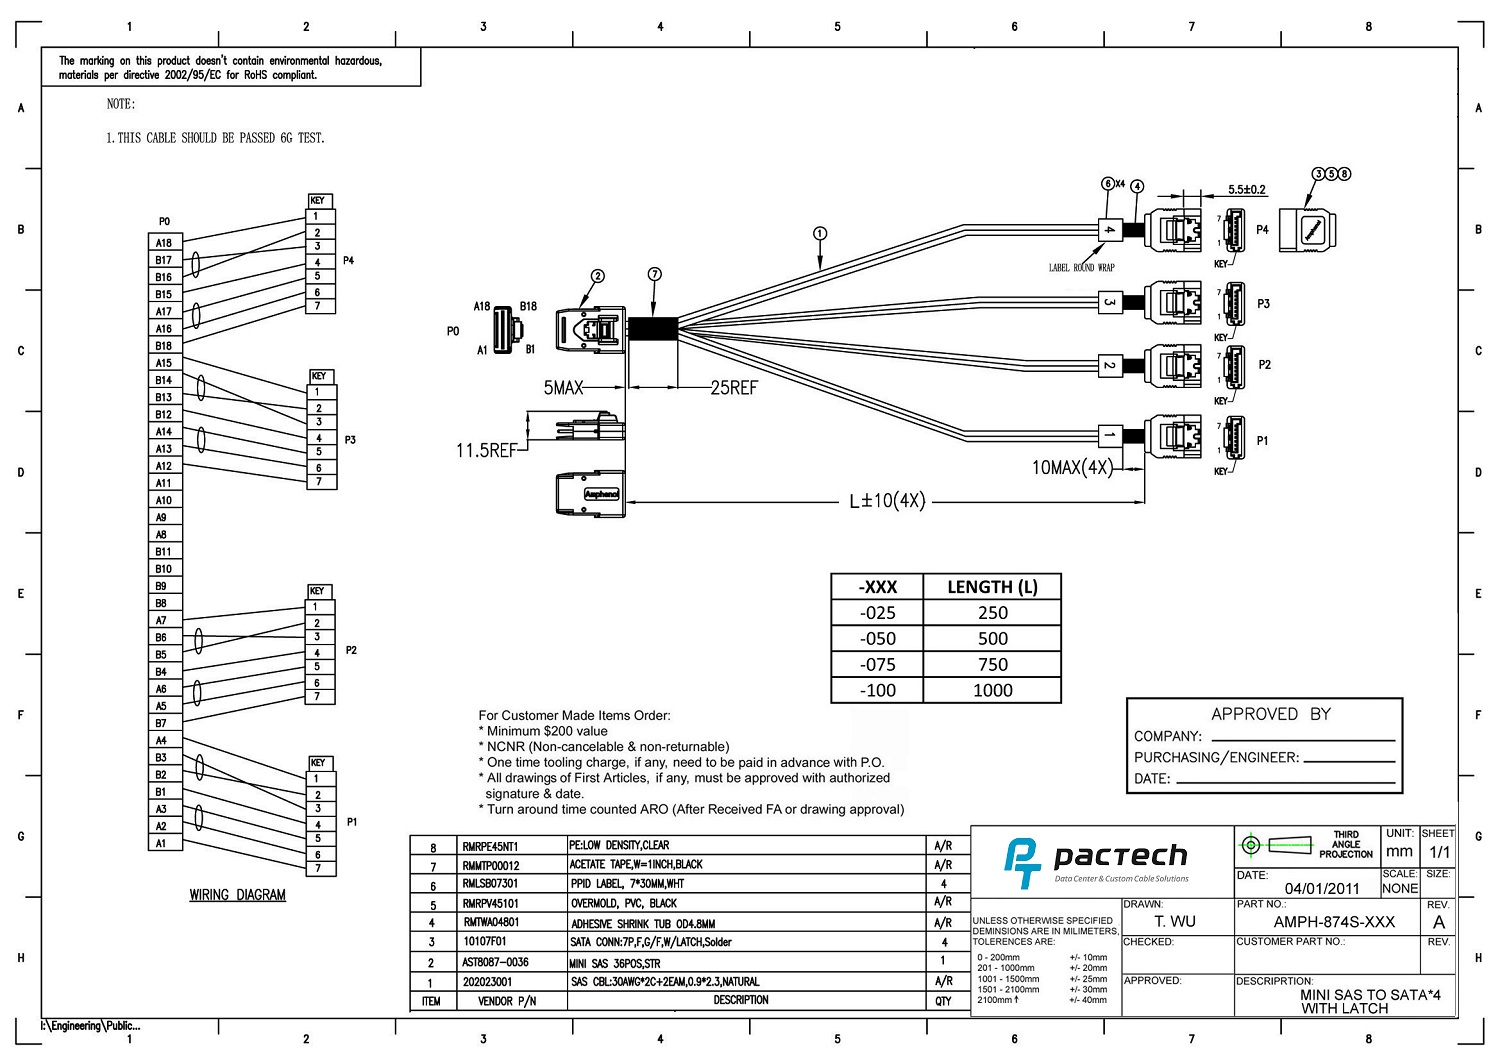 1 2 3 4 5 6 7 8
The marking on this product doesn't contain environmental hazardous,
materials per directive 2002/95/EC for RoHS compliant.
NOTE:
1.THIS CABLE SHOULD BE PASSED 6G TEST.
A A
B B
C C
D D
E E
F F
G G
H H
P0
A18
B17
B16
B15
A17
A16
B18
A15
B14
B13
B12
A14
A13
A12
A11
A10
A9
A8
B11
B10
B9
B8
A7
B6
B5
B4
A6
A5
B7
A4
B3
B2
B1
A3
A2
A1
KEY
1
2
3
4
5
6
7
P4
KEY
1
2
3
4
5
6
7
P3
KEY
1
2
3
4
5
6
7
P2
KEY
1
2
3
4
5
6
7
P1
WIRING DIAGRAM
P0
A18 B18
A1 B1
2
7
1
6 X4
4
5.5±0.2
3 5 8
4
LABEL ROUND WRAP
7
1
KEY
P4
Amphenol
3
7
1
KEY
P3
2
7
1
KEY
P2
1
7
1
KEY
P1
5MAX
25REF
11.5REF
Amphenol
10MAX(4X)
L±10(4X)
-XXX LENGTH (L)
-025 250
-050 500
-075 750
-100 1000
For Customer Made Items Order:
* Minimum $200 value
* NCNR (Non-cancelable & non-returnable)
* One time tooling charge, if any, need to be paid in advance with P.O.
* All drawings of First Articles, if any, must be approved with authorized
signature & date.
* Turn around time counted ARO (After Received FA or drawing approval)
APPROVED BY
COMPANY:
PURCHASING/ENGINEER:
DATE:
8 RMRPE45NT1 PE:LOW DENSITY,CLEAR A/R
7 RMMTP00012 ACETATE TAPE,W=1INCH,BLACK A/R
6 RMLSB07301 PPID LABEL, 7*30MM,WHT 4
5 RMRPV45101 OVERMOLD, PVC, BLACK A/R
4 RMTWA04801 ADHESIVE SHRINK TUB OD4.8MM A/R
3 10107F01 SATA CONN:7P,F,G/F,W/LATCH,Solder 4
2 AST8087-0036 MINI SAS 36POS,STR 1
1 202023001 SAS CBL:30AWG*2C+2EAM,0.9*2.3,NATURAL A/R
ITEM VENDOR P/N DESCRIPTION QTY
PT pacTech
Data Center & Custom Cable Solutions
UNLESS OTHERWISE SPECIFIED
DEMINSIONS ARE IN MILIMETERS,
TOLERENCES ARE:
0 - 200mm +/- 10mm
201 - 1000mm +/- 20mm
1001 - 1500mm +/- 25mm
1501 - 2100mm +/- 30mm
2100mm↑ +/- 40mm
THIRD
ANGLE
PROJECTION
UNIT:
mm
SHEET
1/1
DATE:
04/01/2011
SCALE:
NONE
SIZE:
DRAWN:
T. WU
PART NO.:
AMPH-874S-XXX
REV.
A
CHECKED:
CUSTOMER PART NO.:
REV.
APPROVED:
DESCRIPRTION:
MINI SAS TO SATA*4
WITH LATCH
I:\Engineering\Public...
1 2 3 4 5 6 7 8